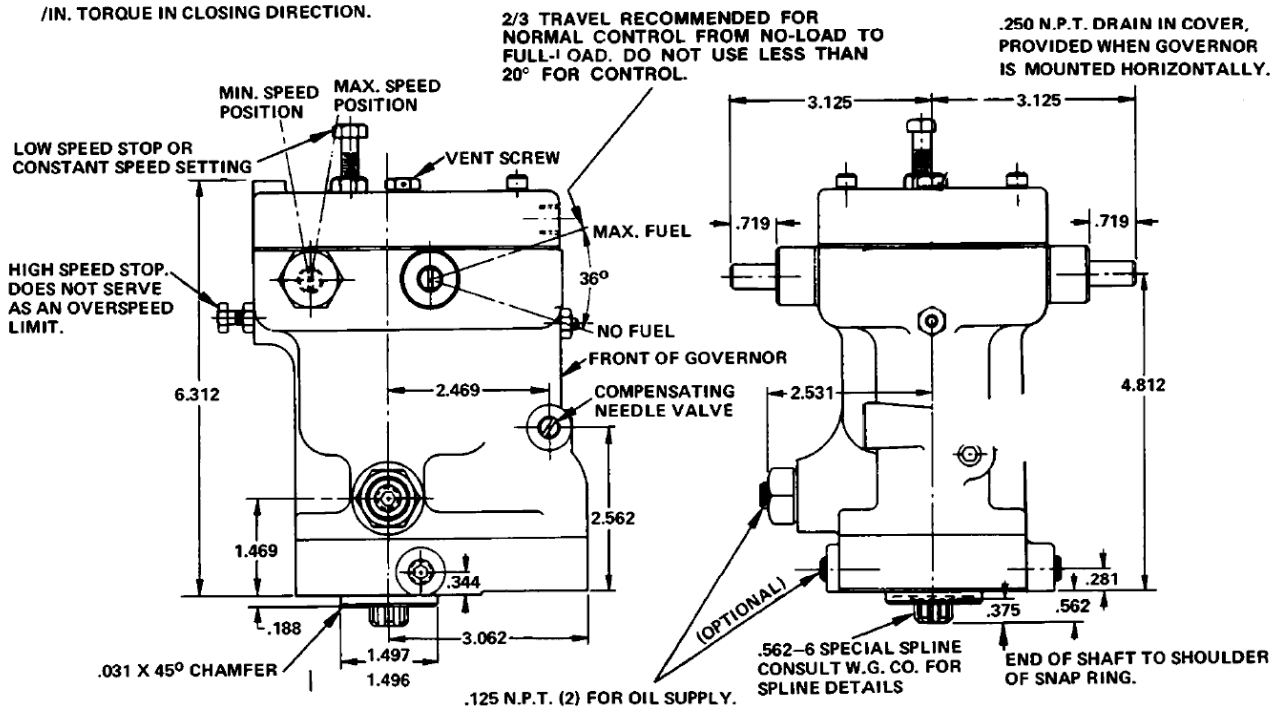 /IN. TORQUE IN CLOSING DIRECTION.
2/3 TRAVEL RECOMMENDED FOR
NORMAL CONTROL FROM NO-LOAD TO
FULL-LOAD. DO NOT USE LESS THAN
20° FOR CONTROL.
.250 N.P.T. DRAIN IN COVER,
PROVIDED WHEN GOVERNOR
IS MOUNTED HORIZONTALLY.
MIN. SPEED
POSITION
MAX. SPEED
POSITION
3.125
3.125
LOW SPEED STOP OR
CONSTANT SPEED SETTING
VENT SCREW
.719
.719
MAX. FUEL
36°
HIGH SPEED STOP.
DOES NOT SERVE
AS AN OVERSPEED
LIMIT.
NO FUEL
FRONT OF GOVERNOR
6.312
2.469
COMPENSATING
NEEDLE VALVE
2.531
4.812
2.562
1.469
.344
.281
(OPTIONAL)
.375
.562
.188
3.062
.031 X 45° CHAMFER
1.497
1.496
.562-6 SPECIAL SPLINE
CONSULT W.G. CO. FOR
SPLINE DETAILS
END OF SHAFT TO SHOULDER
OF SNAP RING.
.125 N.P.T. (2) FOR OIL SUPPLY.